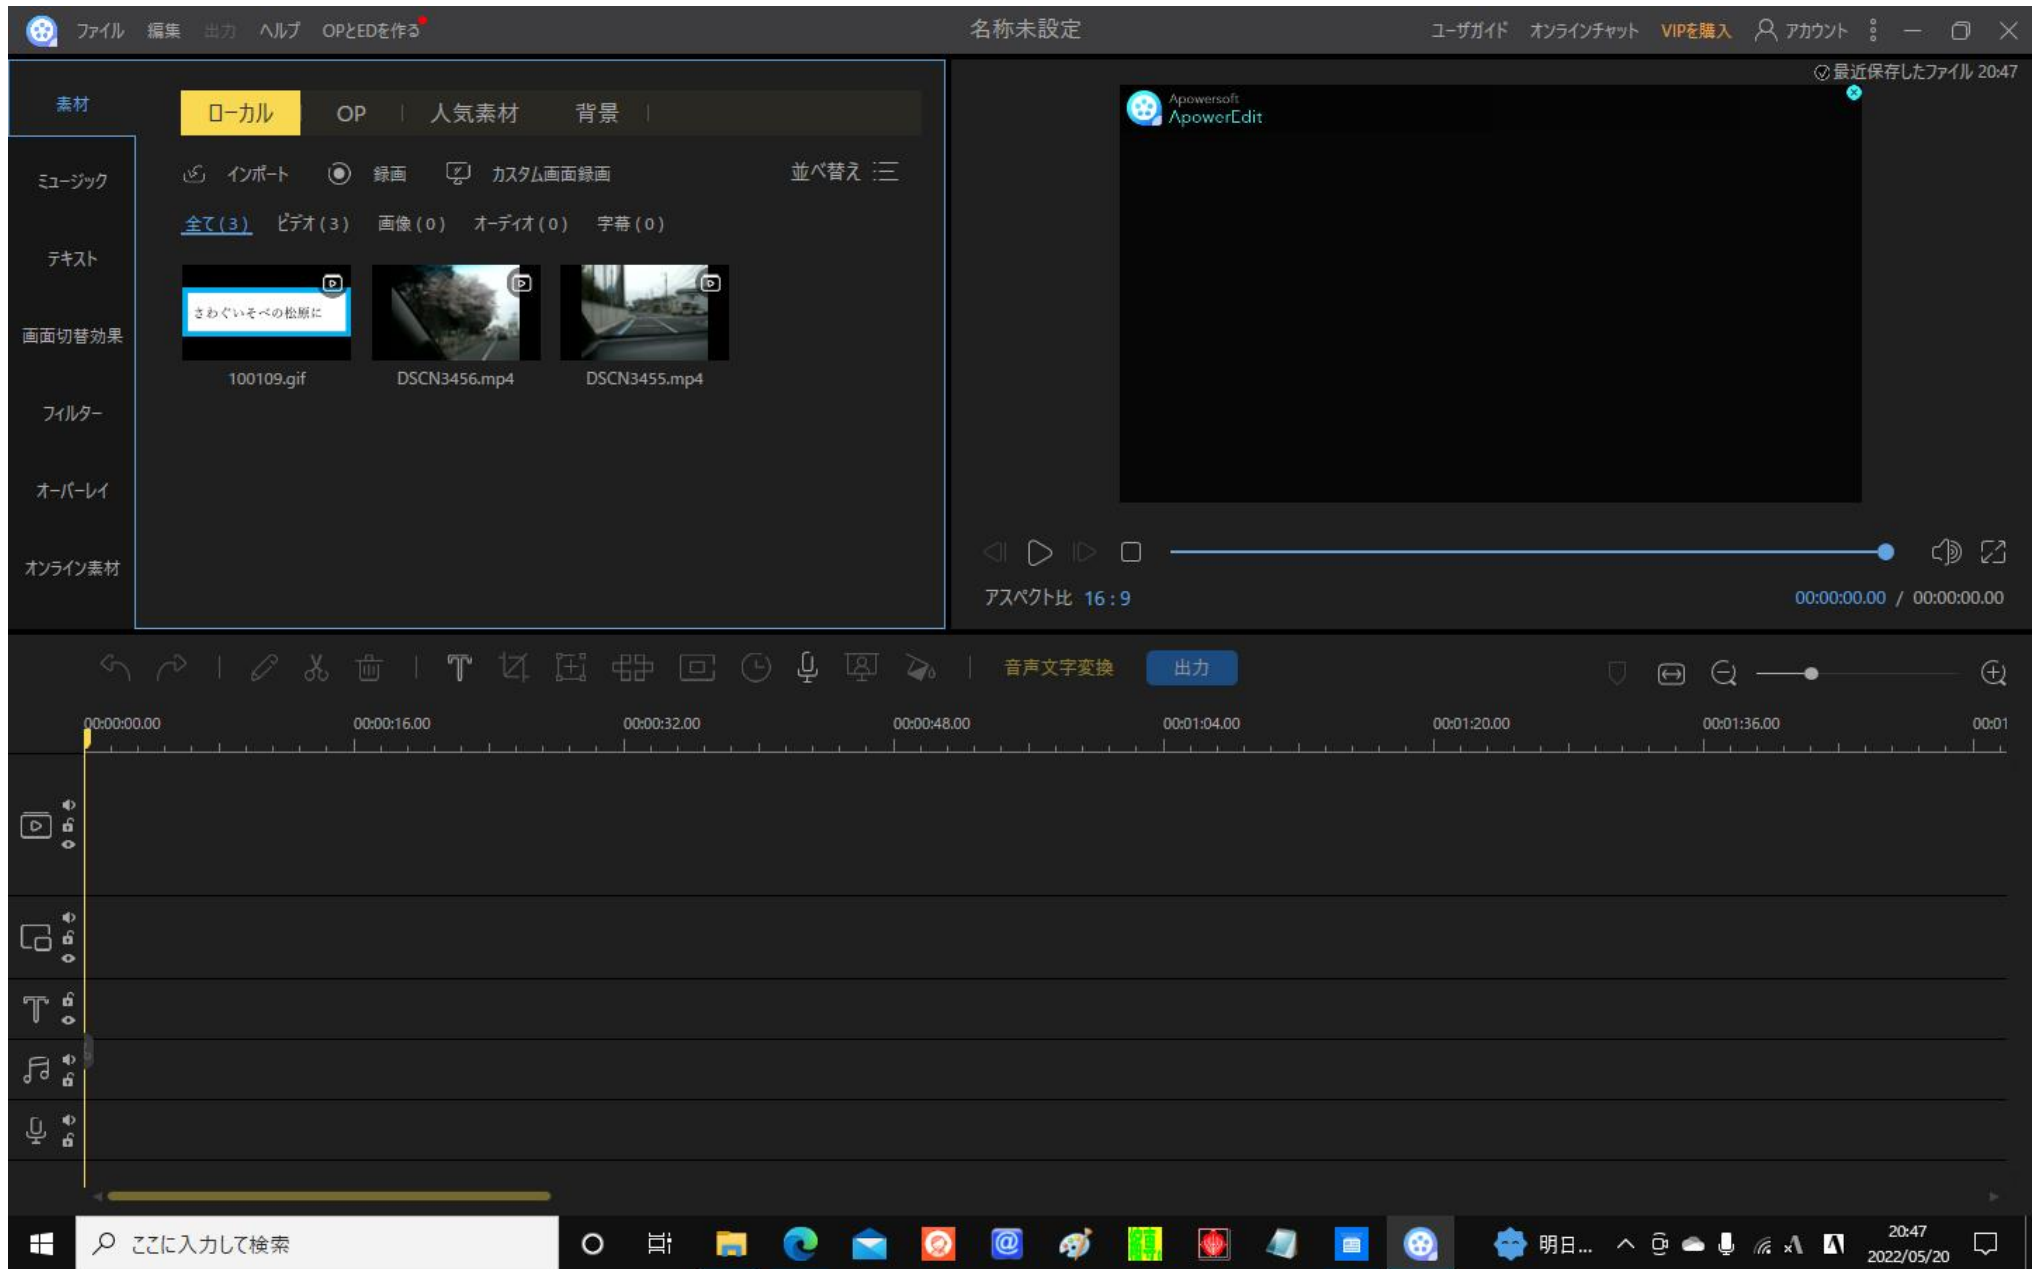 ファイル 編集 出力 ヘルプ OPとEDを作る 名称未設定 ユーザガイド オンラインチャット VIPを購入 アカウント
最近保存したファイル 20:47
素材
ミュージック
テキスト
画面切替効果
フィルター
オーバーレイ
オンライン素材
ローカル OP 人気素材 背景
インポート 録画 カスタム画面録画 並べ替え
全て(3) ビデオ(3) 画像(0) オーディオ(0) 字幕(0)
さわぐいそべの松原に
100109.gif DSCN3456.mp4 DSCN3455.mp4
Apowersoft
ApowerEdit
アスペクト比 16:9 00:00:00.00 / 00:00:00.00
音声文字変換 出力
00:00:00.00 00:00:16.00 00:00:32.00 00:00:48.00 00:01:04.00 00:01:20.00 00:01:36.00 00:01
ここに入力して検索 明日... 20:47
2022/05/20